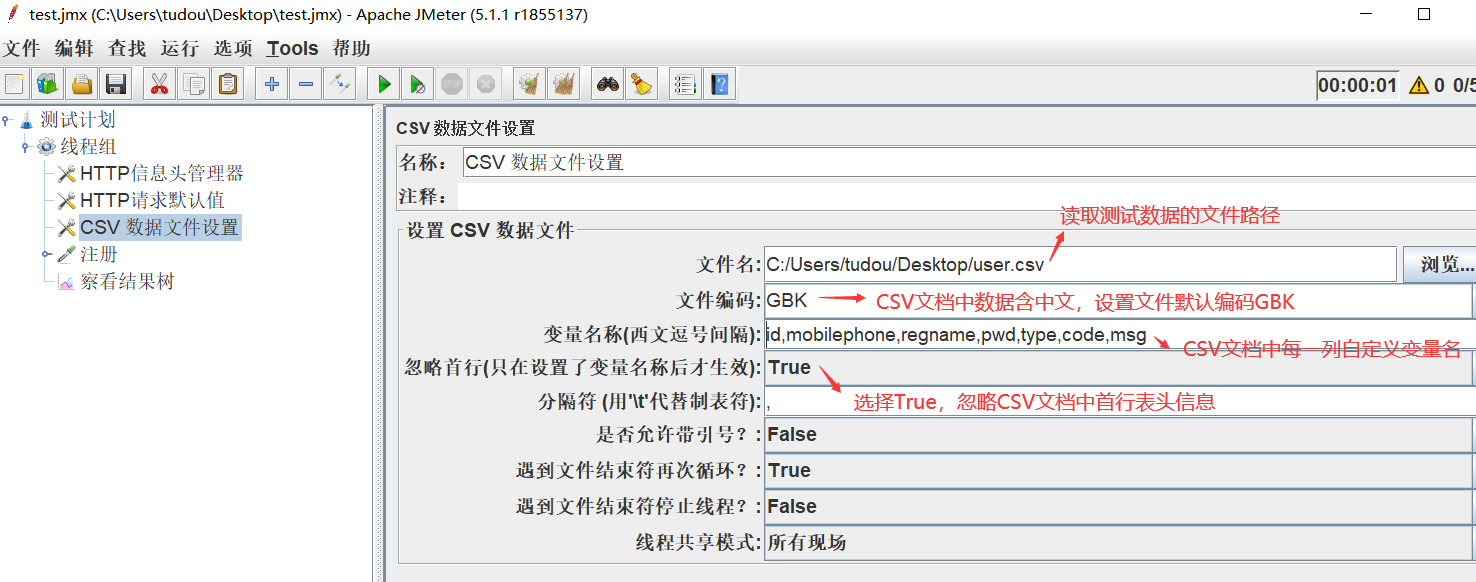 test.jmx (C:\Users\tudou\Desktop\test.jmx) - Apache JMeter (5.1.1 r1855137)
文件 编辑 查找 运行 选项 Tools 帮助
00:00:01 0 0/5
测试计划
线程组
HTTP信息头管理器
HTTP请求默认值
CSV 数据文件设置
注册
察看结果树
CSV 数据文件设置
名称: CSV 数据文件设置
注释:
读取测试数据的文件路径
设置 CSV 数据文件
文件名: C:/Users/tudou/Desktop/user.csv 浏览...
文件编码: GBK CSV文档中数据含中文，设置文件默认编码GBK
变量名称(西文逗号间隔): id,mobilephone,regname,pwd,type,code,msg
CSV文档中每一列自定义变量名
忽略首行(只在设置了变量名称后才生效): True
分隔符 (用'\t'代替制表符): , 选择True，忽略CSV文档中首行表头信息
是否允许带引号? : False
遇到文件结束符再次循环? : True
遇到文件结束符停止线程? : False
线程共享模式: 所有现场